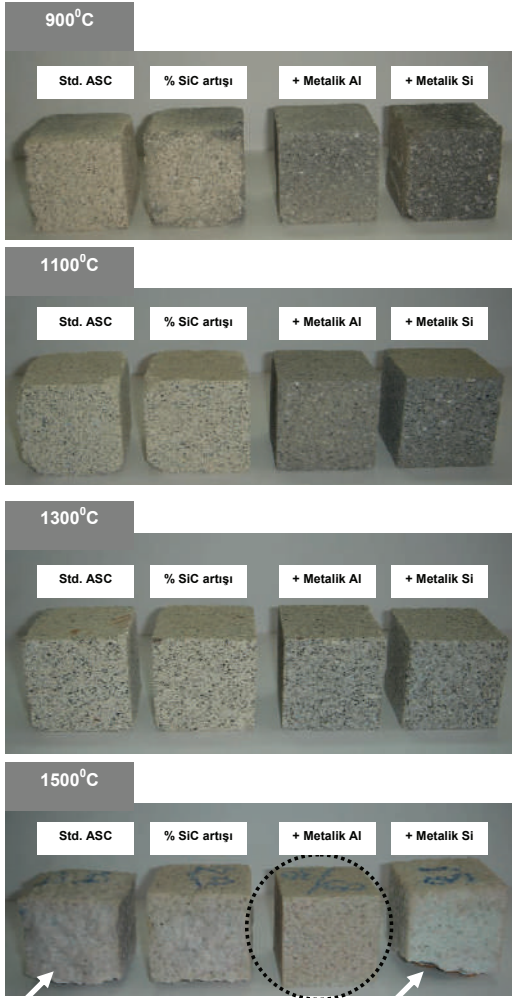 900⁰C
Std. ASC % SiC artışı + Metalik Al + Metalik Si
1100⁰C
Std. ASC % SiC artışı + Metalik Al + Metalik Si
1300⁰C
Std. ASC % SiC artışı + Metalik Al + Metalik Si
1500⁰C
Std. ASC % SiC artışı + Metalik Al + Metalik Si